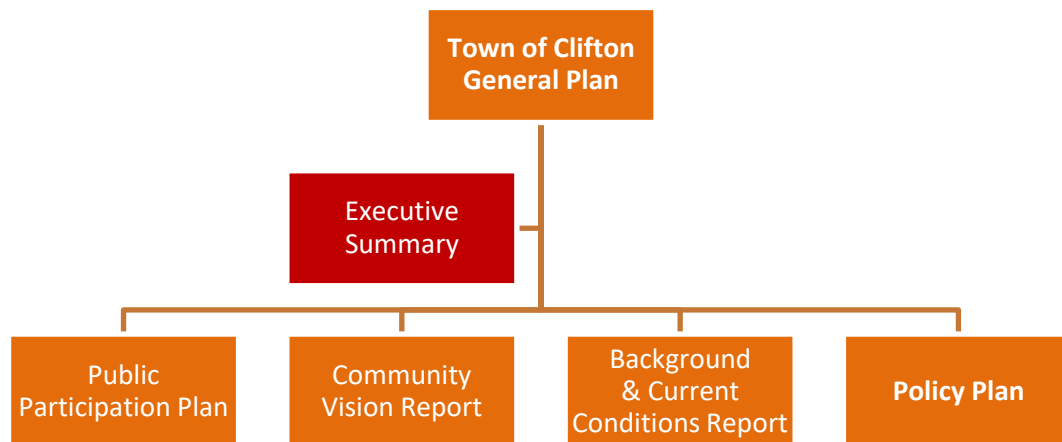 Town of Clifton
General Plan
Executive
Summary
Public
Participation Plan
Community
Vision Report
Background
& Current
Conditions Report
Policy Plan